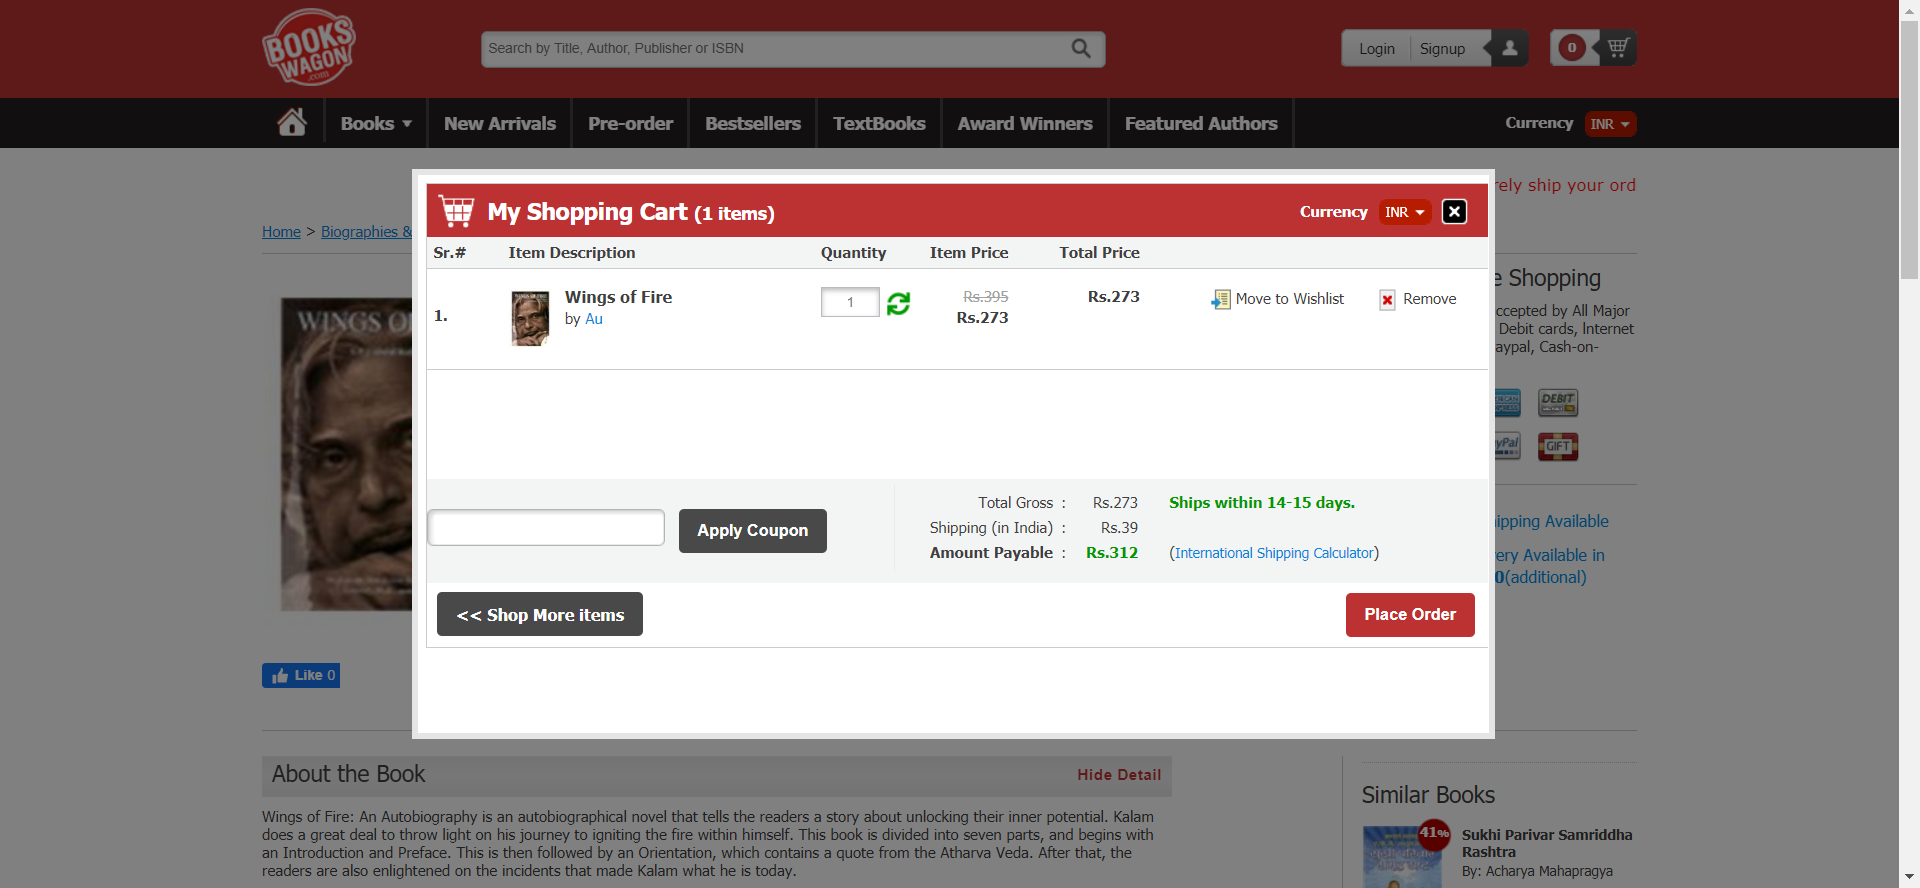 BOOKS
WAGON
.com
Search by Title, Author, Publisher or ISBN
Login
Signup
0
Books
New Arrivals
Pre-order
Bestsellers
TextBooks
Award Winners
Featured Authors
Currency
INR
rely ship your ord
Home > Biographies &
My Shopping Cart (1 items)
Currency
INR
Sr.#
Item Description
Quantity
Item Price
Total Price
1.
Wings of Fire
by Au
1
Rs.395
Rs.273
Rs.273
Move to Wishlist
Remove
Total Gross : Rs.273
Ships within 14-15 days.
Apply Coupon
Shipping (in India) : Rs.39
Amount Payable : Rs.312
(International Shipping Calculator)
<< Shop More items
Place Order
WINGS OF
e Shopping
ccepted by All Major
Debit cards, Internet
aypal, Cash-on-
DEBIT
yPal
GIFT
ipping Available
ery Available in
0(additional)
Like 0
About the Book
Hide Detail
Wings of Fire: An Autobiography is an autobiographical novel that tells the readers a story about unlocking their inner potential. Kalam
does a great deal to throw light on his journey to igniting the fire within himself. This book is divided into seven parts, and begins with
an Introduction and Preface. This is then followed by an Orientation, which contains a quote from the Atharva Veda. After that, the
readers are also enlightened on the incidents that made Kalam what he is today.
Similar Books
41%
Sukhi Parivar Samriddha
Rashtra
By: Acharya Mahapragya